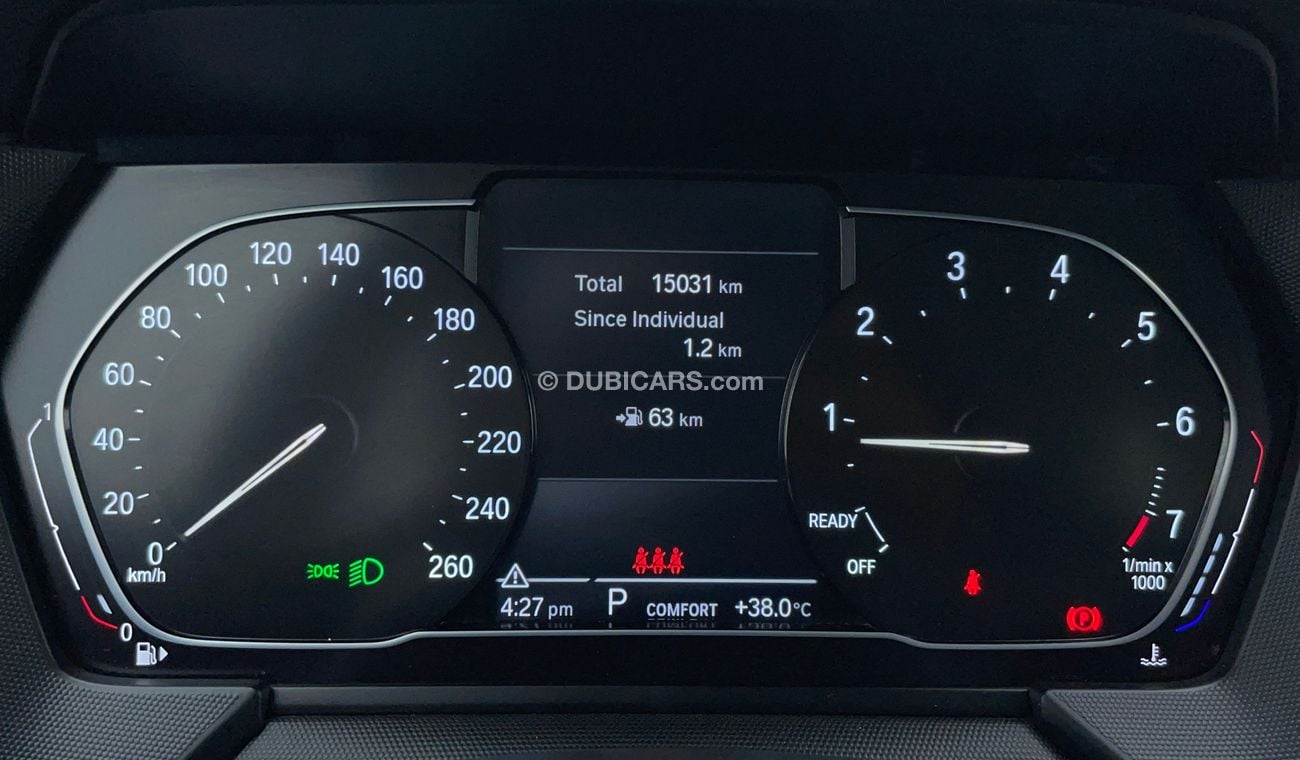 Total 15031 km
Since Individual
1.2 km
© DUBICARS.com
63 km
4:27 pm P COMFORT +38.0°C
0
20
40
60
80
100
120
140
160
180
200
220
240
260
km/h
1
0
READY
OFF
1
2
3
4
5
6
7
1/min x
1000
P